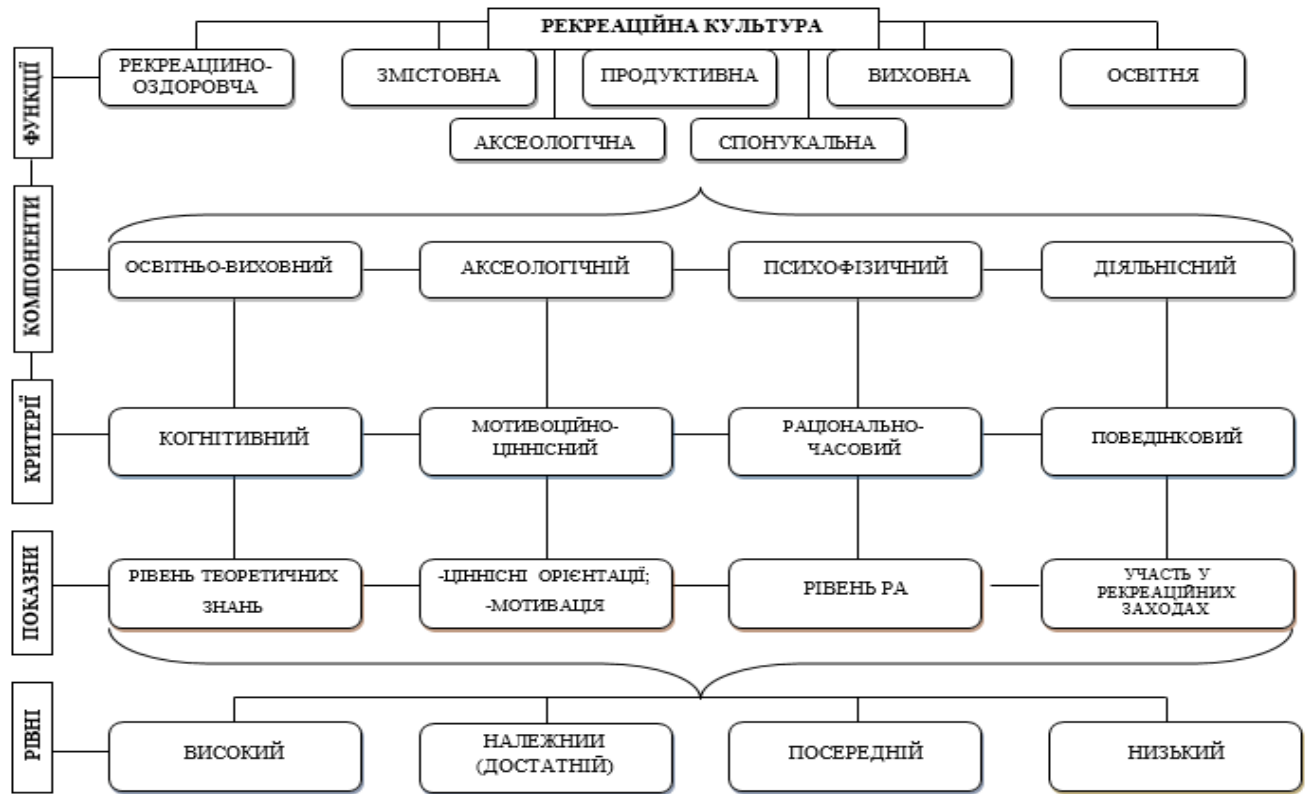 РЕКРЕАЦІЙНА КУЛЬТУРА
ФУНКЦІЇ
РЕКРЕАЦІИНО-
ОЗДОРОВЧА
ЗМІСТОВНА
ПРОДУКТИВНА
ВИХОВНА
ОСВІТНЯ
АКСЕОЛОГІЧНА
СПОНУКАЛЬНА
КОМПОНЕНТИ
ОСВІТНЬО-ВИХОВНИЙ
АКСЕОЛОГІЧНІЙ
ПСИХОФІЗИЧНИЙ
ДІЯЛЬНІСНИЙ
КРИТЕРІЇ
КОГНІТИВНИЙ
МОТИВОЦІЙНО-
ЦІННІСНИЙ
РАЦІОНАЛЬНО-
ЧАСОВИЙ
ПОВЕДІНКОВИЙ
ПОКАЗНИ
РІВЕНЬ ТЕОРЕТИЧНИХ
ЗНАНЬ
-ЦІННІСНІ ОРІЄНТАЦІЇ;
-МОТИВАЦІЯ
РІВЕНЬ РА
УЧАСТЬ У
РЕКРЕАЦІЙНИХ
ЗАХОДАХ
РІВНІ
ВИСОКИЙ
НАЛЕЖНИИ
(ДОСТАТНІЙ)
ПОСЕРЕДНІЙ
НИЗЬКИЙ